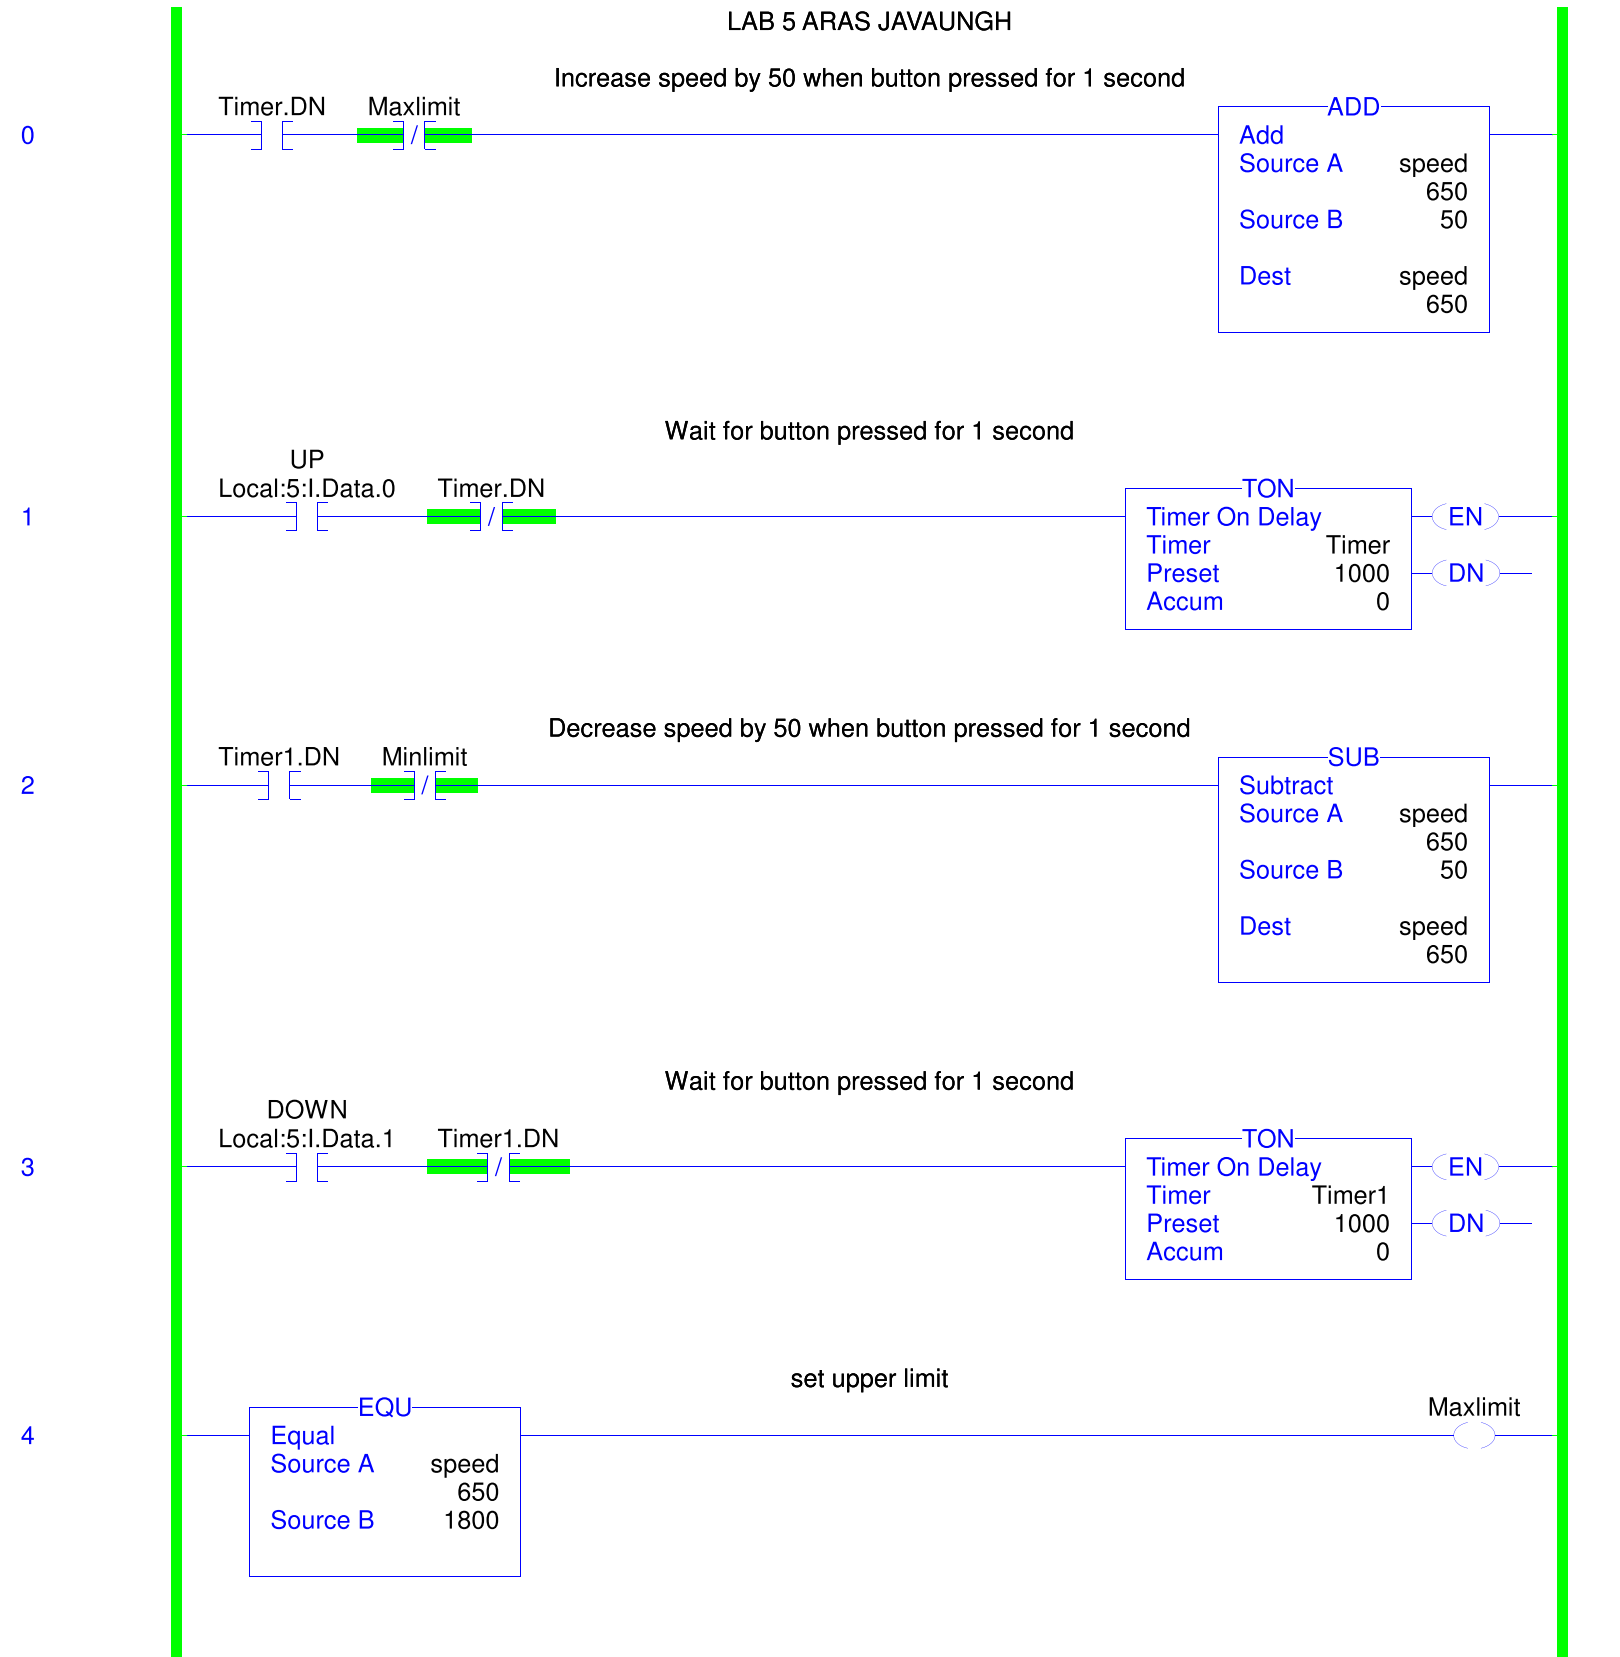 LAB 5 ARAS JAVAUNGH
Increase speed by 50 when button pressed for 1 second
0
Timer.DN
Maxlimit
/
ADD
Add
Source A speed
650
Source B 50
Dest speed
650
Wait for button pressed for 1 second
1
UP
Local:5:I.Data.0
Timer.DN
/
TON
Timer On Delay
Timer Timer
Preset 1000
Accum 0
EN
DN
Decrease speed by 50 when button pressed for 1 second
2
Timer1.DN
Minlimit
/
SUB
Subtract
Source A speed
650
Source B 50
Dest speed
650
Wait for button pressed for 1 second
3
DOWN
Local:5:I.Data.1
Timer1.DN
/
TON
Timer On Delay
Timer Timer1
Preset 1000
Accum 0
EN
DN
set upper limit
4
EQU
Equal
Source A speed
650
Source B 1800
Maxlimit